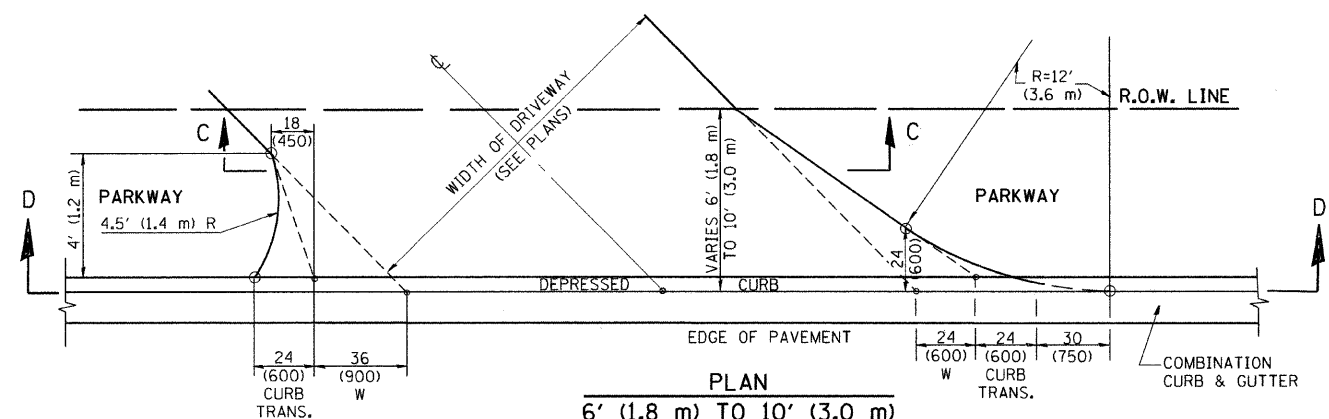 R=12'
(3.6 m)
R.O.W. LINE
℄
WIDTH OF DRIVEWAY
(SEE PLANS)
C
18
(450)
C
VARIES 6' (1.8 m)
TO 10' (3.0 m)
D
4' (1.2 m)
PARKWAY
4.5' (1.4 m) R
PARKWAY
D
24
(600)
DEPRESSED CURB
EDGE OF PAVEMENT
24
(600)
CURB
TRANS.
36
(900)
W
24
(600)
W
24
(600)
CURB
TRANS.
30
(750)
COMBINATION
CURB & GUTTER
PLAN
6' (1.8 m) TO 10' (3.0 m)